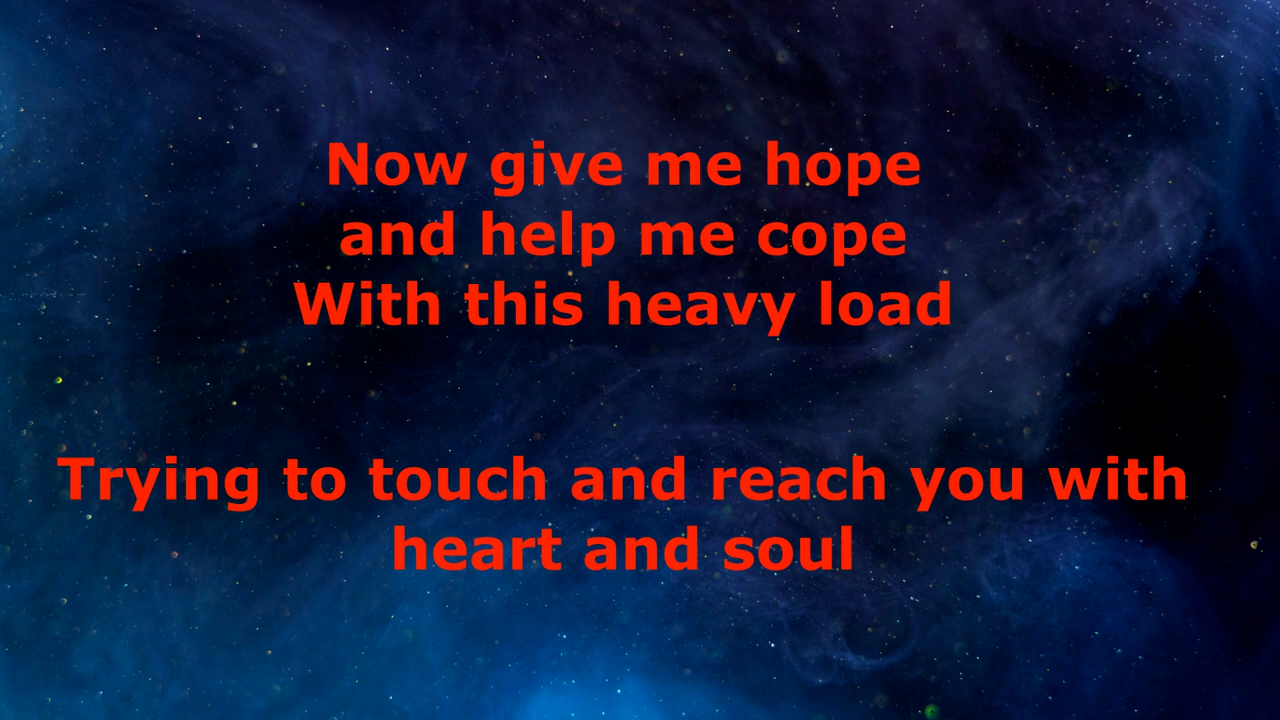 Now give me hope
and help me cope
With this heavy load
Trying to touch and reach you with
heart and soul